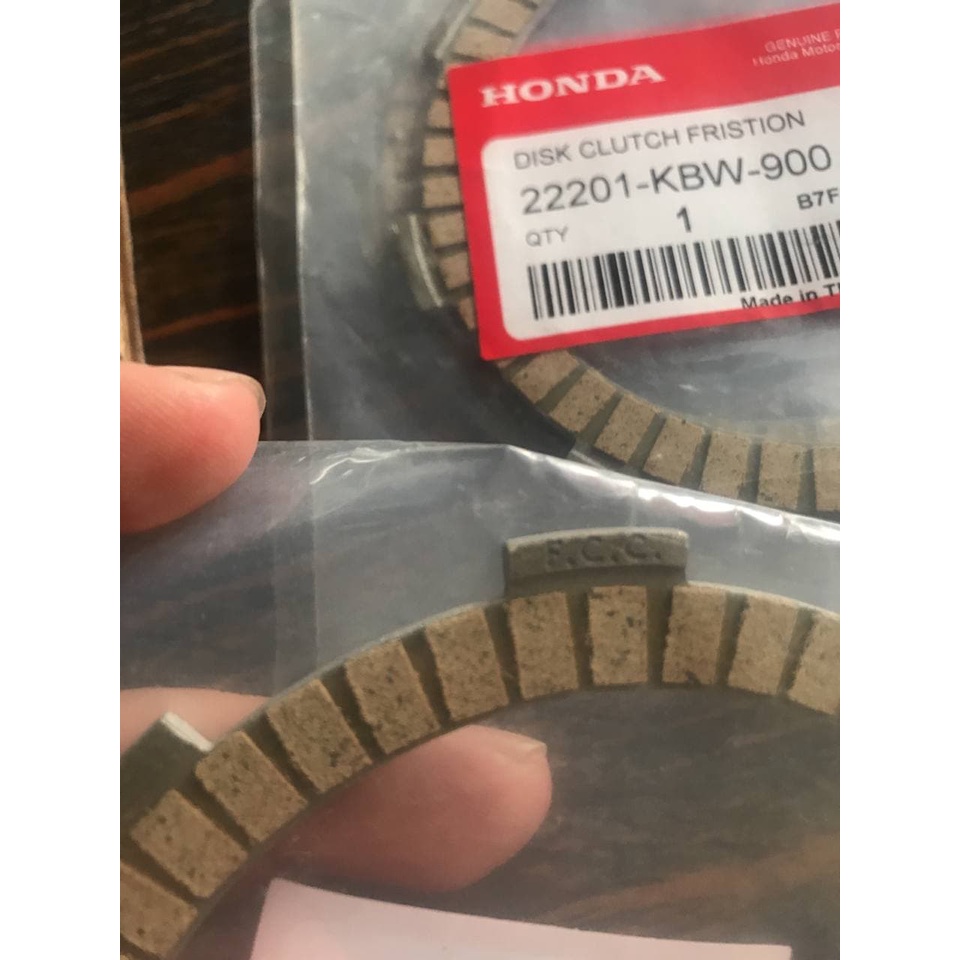 GENUINE
Honda Motor
HONDA
DISK CLUTCH FRISTION
22201-KBW-900
QTY 1 B7F
Made in T
F.C.C.